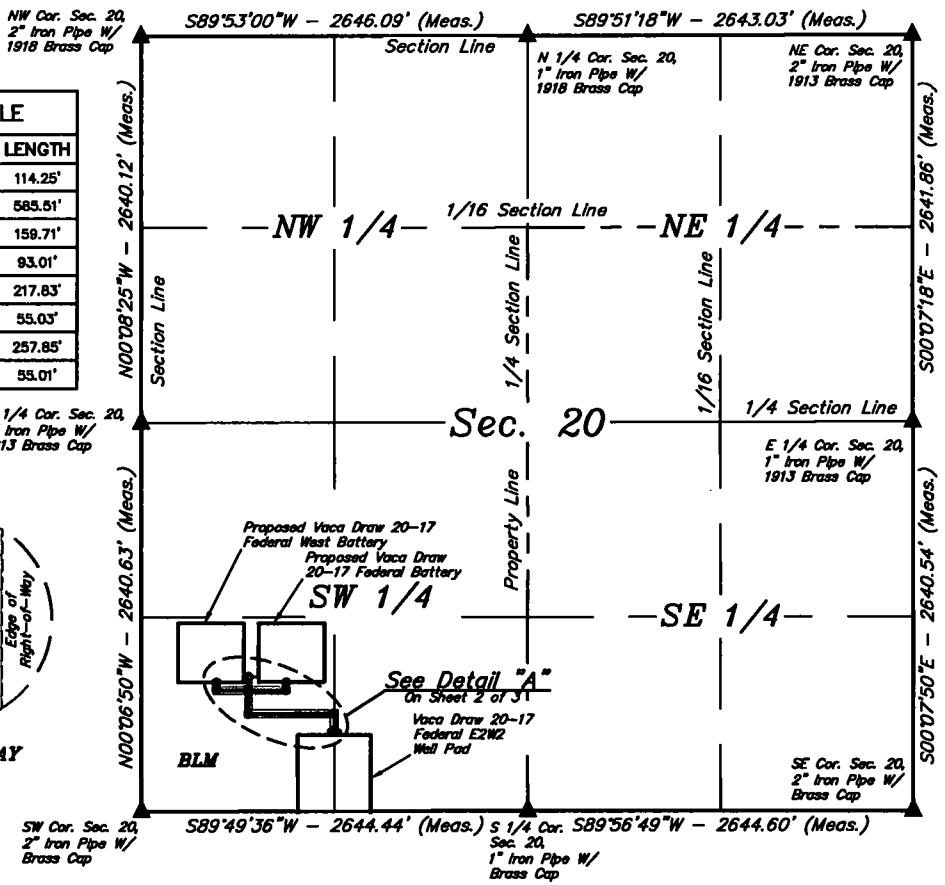 NW Cor. Sec. 20,
2" Iron Pipe W/
1918 Brass Cap
S89°53'00"W - 2646.09' (Meas.)
Section Line
S89°51'18"W - 2643.03' (Meas.)
N 1/4 Cor. Sec. 20,
1" Iron Pipe W/
1918 Brass Cap
NE Cor. Sec. 20,
2" Iron Pipe W/
1913 Brass Cap
LE
LENGTH
114.25'
585.51'
159.71'
93.01'
217.83'
55.03'
257.85'
55.01'
N00°08'25"W - 2640.12' (Meas.)
Section Line
NW 1/4
1/16 Section Line
NE 1/4
1/4 Section Line
1/16 Section Line
S00°07'18"E - 2641.86' (Meas.)
1/4 Cor. Sec. 20,
Iron Pipe W/
13 Brass Cap
Sec. 20
1/4 Section Line
E 1/4 Cor. Sec. 20,
1" Iron Pipe W/
1913 Brass Cap
Edge of
Right-of-Way
AY
N00°06'50"W - 2640.63' (Meas.)
Proposed Vaca Draw 20-17
Federal West Battery
Proposed Vaca Draw
20-17 Federal Battery
SW 1/4
Property Line
SE 1/4
S00°07'50"E - 2640.54' (Meas.)
See Detail "A"
On Sheet 2 of 3
Vaca Draw 20-17
Federal E2W2
Well Pad
BLM
SE Cor. Sec. 20,
2" Iron Pipe W/
Brass Cap
SW Cor. Sec. 20,
2" Iron Pipe W/
Brass Cap
S89°49'36"W - 2644.44' (Meas.)
S 1/4 Cor.
Sec. 20,
1" Iron Pipe W/
Brass Cap
S89°56'49"W - 2644.60' (Meas.)